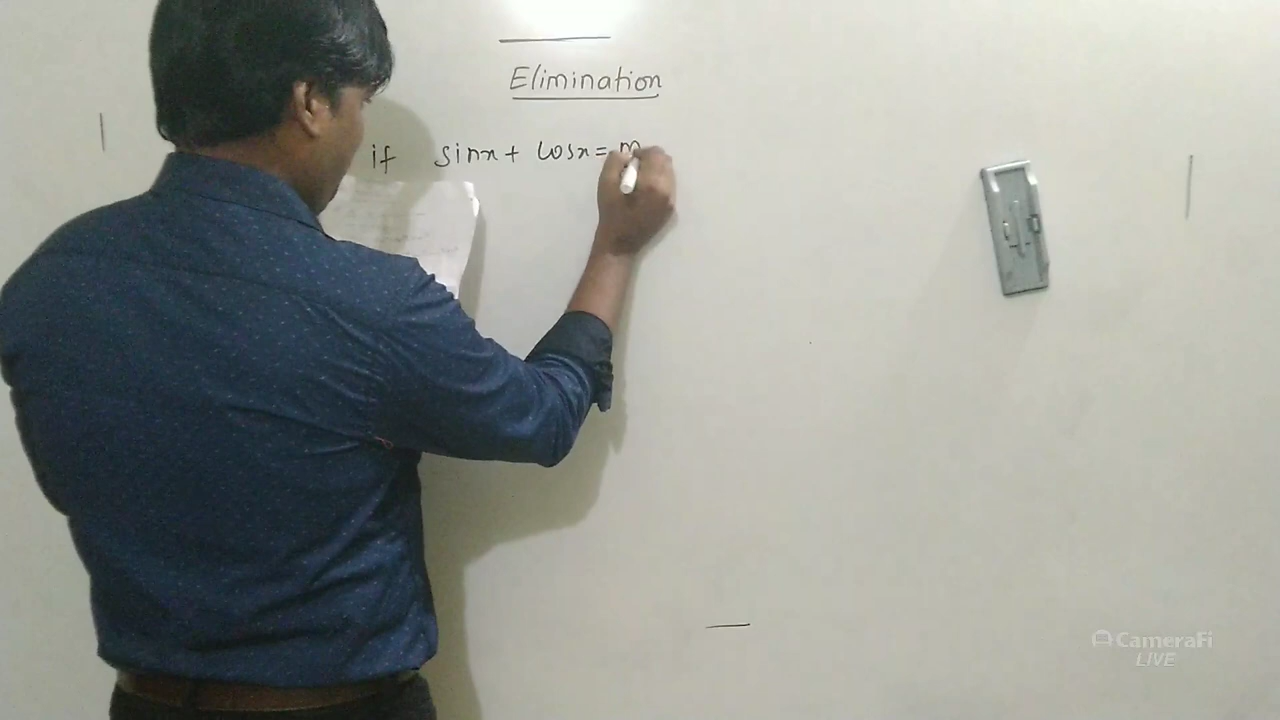 Elimination
if sinx + cosx = m
CameraFi
LIVE